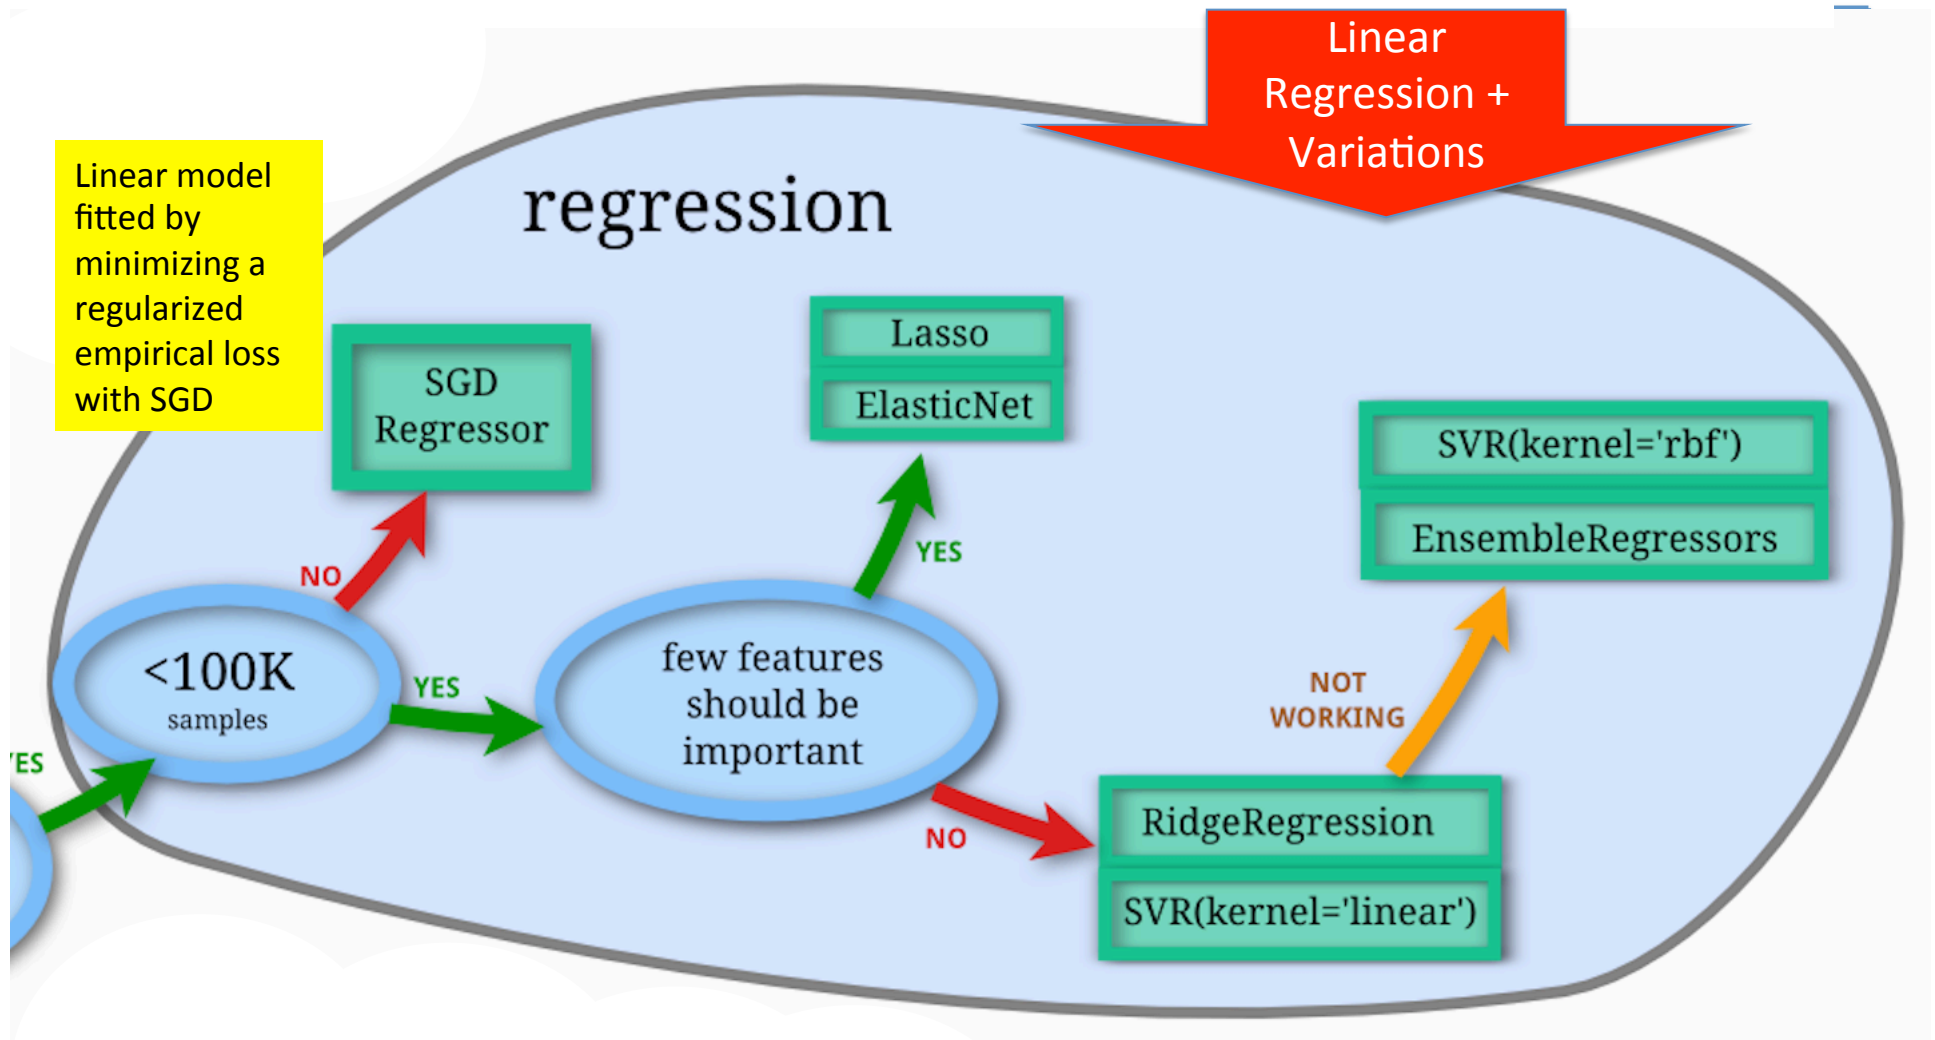 Linear
Regression +
Variations
Linear model
fitted by
minimizing a
regularized
empirical loss
with SGD
regression
SGD
Regressor
Lasso
ElasticNet
SVR(kernel='rbf')
EnsembleRegressors
NO
YES
<100K
samples
YES
few features
should be
important
NOT
WORKING
YES
NO
RidgeRegression
SVR(kernel='linear')